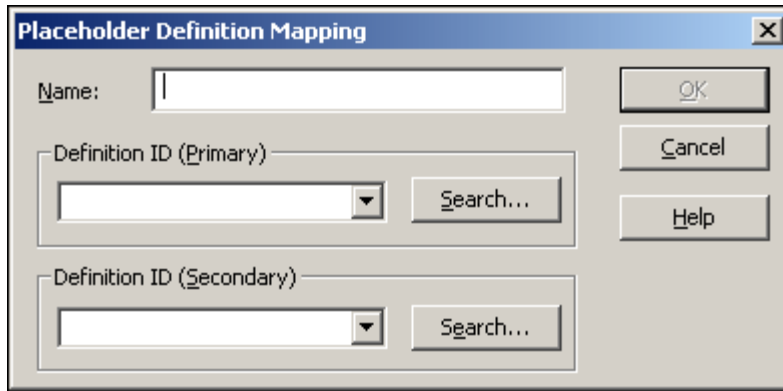 Placeholder Definition Mapping
Name:
OK
Definition ID (Primary)
Cancel
Search...
Help
Definition ID (Secondary)
Search...